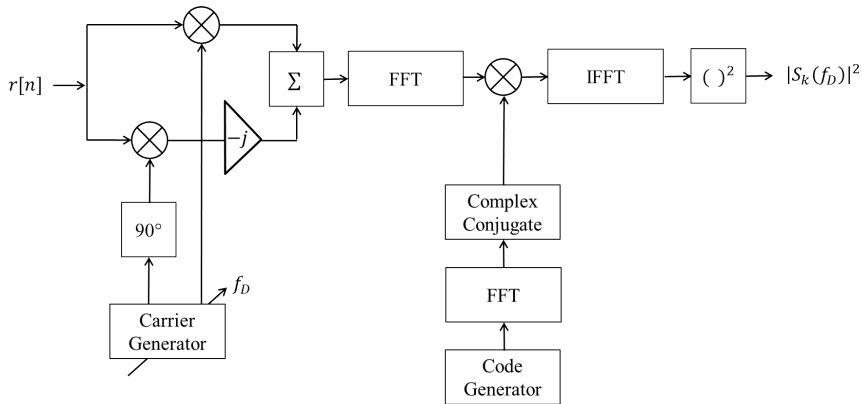 r[n]
Σ
FFT
IFFT
( )²
|S_k(f_D)|²
−j
90°
Complex
Conjugate
f_D
FFT
Carrier
Generator
Code
Generator